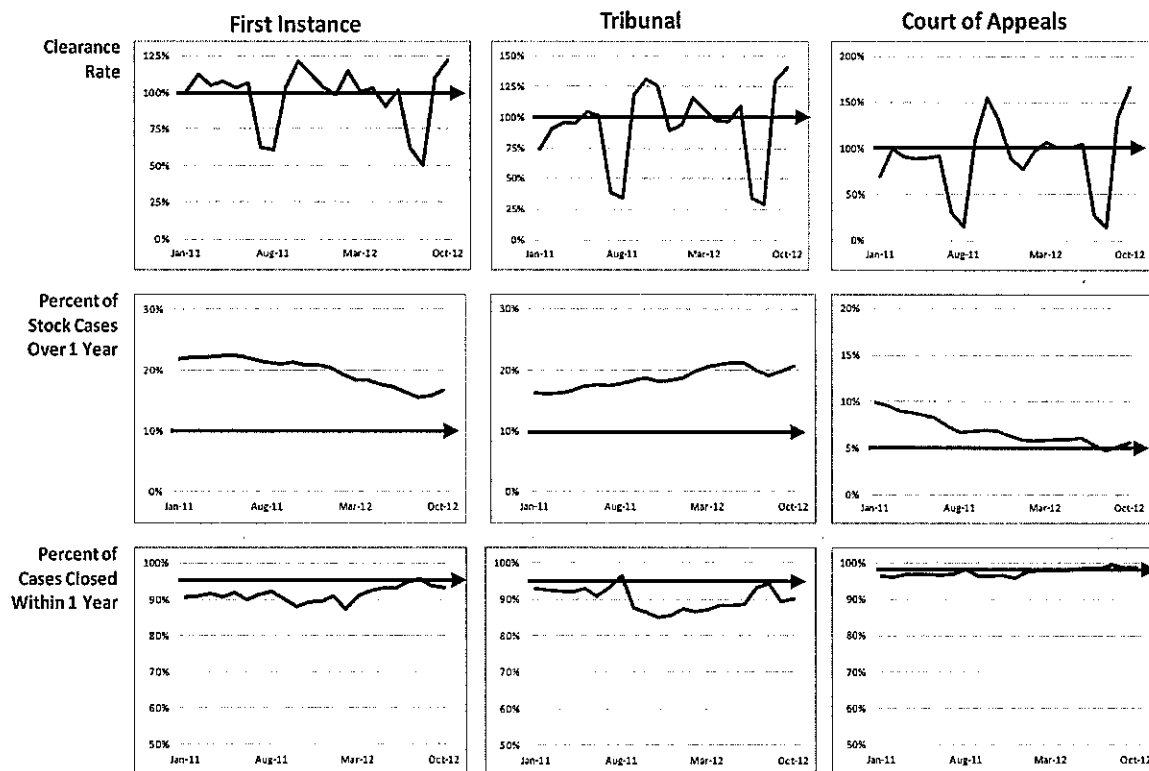 First Instance
Tribunal
Court of Appeals
Clearance
Rate
125%
100%
75%
50%
25%
0%
Jan-11 Aug-11 Mar-12 Oct-12
150%
125%
100%
75%
50%
25%
0%
Jan-11 Aug-11 Mar-12 Oct-12
200%
150%
100%
50%
0%
Jan-11 Aug-11 Mar-12 Oct-12
Percent of
Stock Cases
Over 1 Year
30%
20%
10%
0%
Jan-11 Aug-11 Mar-12 Oct-12
30%
20%
10%
0%
Jan-11 Aug-11 Mar-12 Oct-12
20%
15%
10%
5%
0%
Jan-11 Aug-11 Mar-12 Oct-12
Percent of
Cases Closed
Within 1 Year
100%
90%
80%
70%
60%
50%
Jan-11 Aug-11 Mar-12 Oct-12
100%
90%
80%
70%
60%
50%
Jan-11 Aug-11 Mar-12 Oct-12
100%
90%
80%
70%
60%
50%
Jan-11 Aug-11 Mar-12 Oct-12